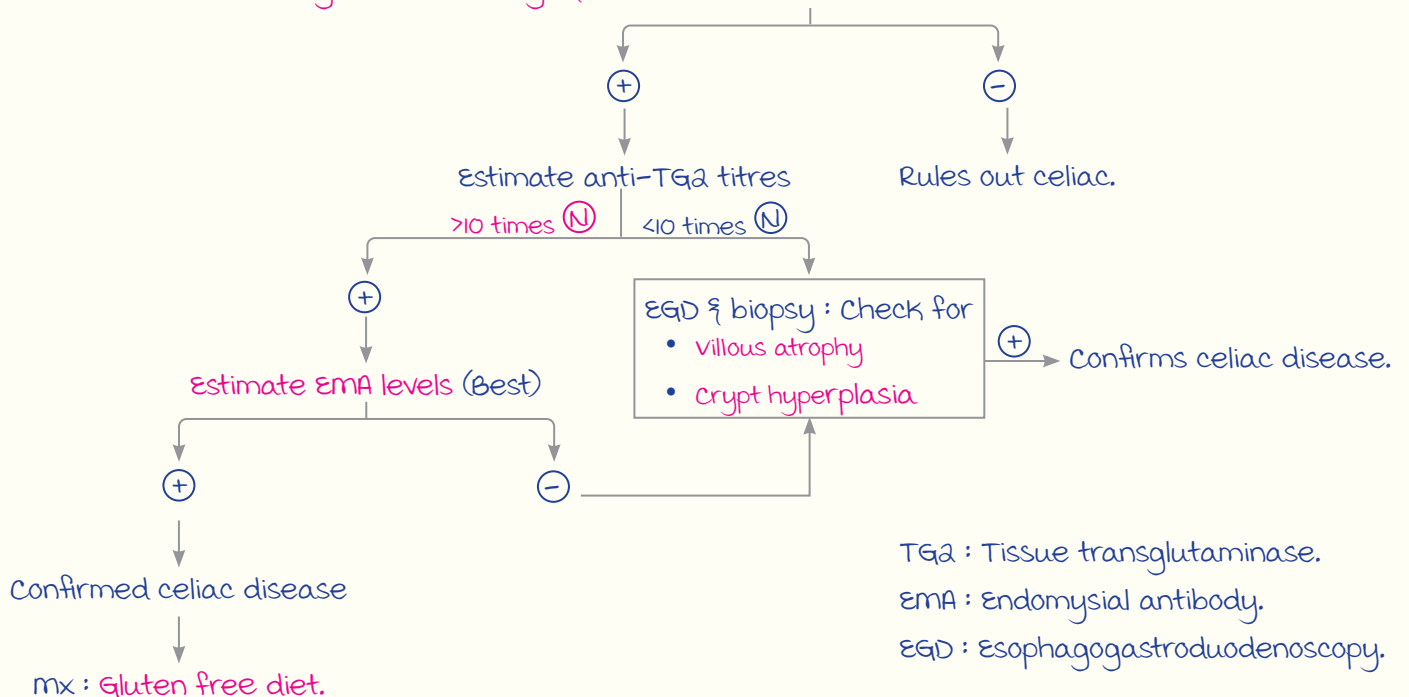 +
−
Estimate anti-TG2 titres
Rules out celiac.
>10 times N
<10 times N
+
EGD & biopsy : Check for
• Villous atrophy
• Crypt hyperplasia
+
Confirms celiac disease.
Estimate EMA levels (Best)
+
−
Confirmed celiac disease
Mx : Gluten free diet.
TG2 : Tissue transglutaminase.
EMA : Endomysial antibody.
EGD : Esophagogastroduodenoscopy.